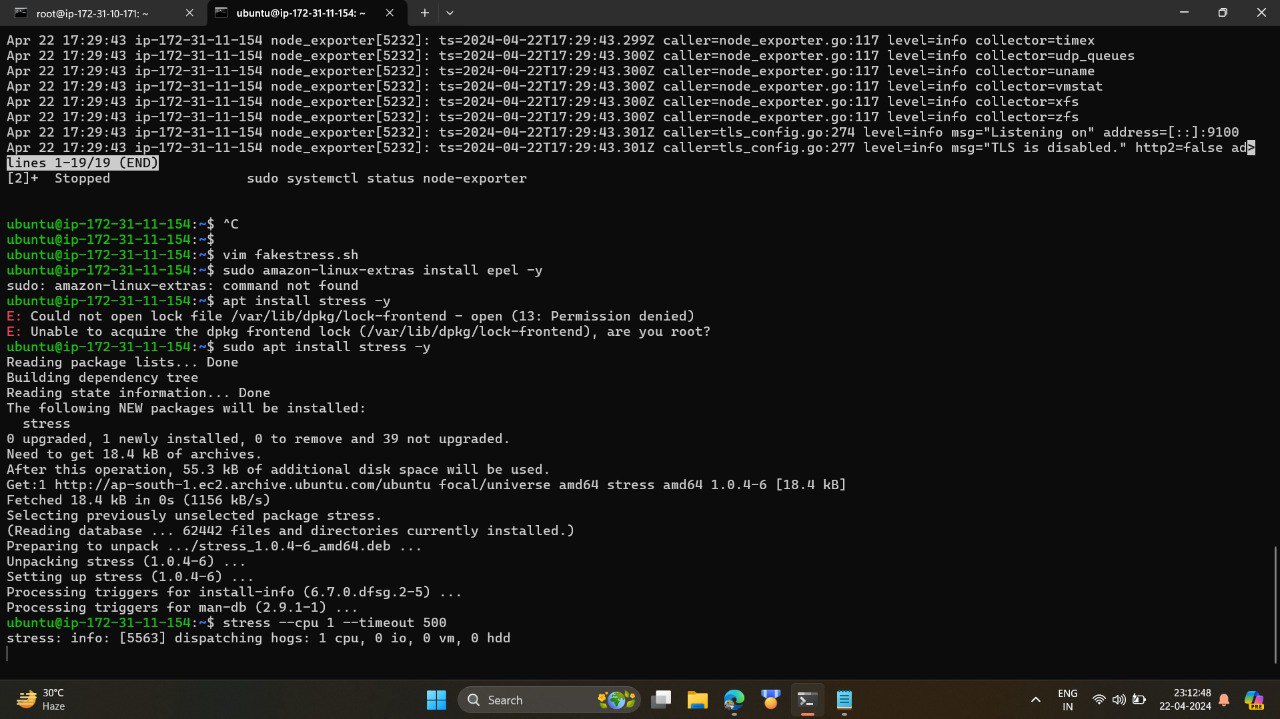 root@ip-172-31-10-171: ~
ubuntu@ip-172-31-11-154: ~
Apr 22 17:29:43 ip-172-31-11-154 node_exporter[5232]: ts=2024-04-22T17:29:43.299Z caller=node_exporter.go:117 level=info collector=timex
Apr 22 17:29:43 ip-172-31-11-154 node_exporter[5232]: ts=2024-04-22T17:29:43.300Z caller=node_exporter.go:117 level=info collector=udp_queues
Apr 22 17:29:43 ip-172-31-11-154 node_exporter[5232]: ts=2024-04-22T17:29:43.300Z caller=node_exporter.go:117 level=info collector=uname
Apr 22 17:29:43 ip-172-31-11-154 node_exporter[5232]: ts=2024-04-22T17:29:43.300Z caller=node_exporter.go:117 level=info collector=vmstat
Apr 22 17:29:43 ip-172-31-11-154 node_exporter[5232]: ts=2024-04-22T17:29:43.300Z caller=node_exporter.go:117 level=info collector=xfs
Apr 22 17:29:43 ip-172-31-11-154 node_exporter[5232]: ts=2024-04-22T17:29:43.300Z caller=node_exporter.go:117 level=info collector=zfs
Apr 22 17:29:43 ip-172-31-11-154 node_exporter[5232]: ts=2024-04-22T17:29:43.301Z caller=tls_config.go:274 level=info msg="Listening on" address=[::]:9100
Apr 22 17:29:43 ip-172-31-11-154 node_exporter[5232]: ts=2024-04-22T17:29:43.301Z caller=tls_config.go:277 level=info msg="TLS is disabled." http2=false ad>
lines 1-19/19 (END)
[2]+  Stopped                 sudo systemctl status node-exporter
ubuntu@ip-172-31-11-154:~$ ^C
ubuntu@ip-172-31-11-154:~$
ubuntu@ip-172-31-11-154:~$ vim fakestress.sh
ubuntu@ip-172-31-11-154:~$ sudo amazon-linux-extras install epel -y
sudo: amazon-linux-extras: command not found
ubuntu@ip-172-31-11-154:~$ apt install stress -y
E: Could not open lock file /var/lib/dpkg/lock-frontend - open (13: Permission denied)
E: Unable to acquire the dpkg frontend lock (/var/lib/dpkg/lock-frontend), are you root?
ubuntu@ip-172-31-11-154:~$ sudo apt install stress -y
Reading package lists... Done
Building dependency tree
Reading state information... Done
The following NEW packages will be installed:
  stress
0 upgraded, 1 newly installed, 0 to remove and 39 not upgraded.
Need to get 18.4 kB of archives.
After this operation, 55.3 kB of additional disk space will be used.
Get:1 http://ap-south-1.ec2.archive.ubuntu.com/ubuntu focal/universe amd64 stress amd64 1.0.4-6 [18.4 kB]
Fetched 18.4 kB in 0s (1156 kB/s)
Selecting previously unselected package stress.
(Reading database ... 62442 files and directories currently installed.)
Preparing to unpack .../stress_1.0.4-6_amd64.deb ...
Unpacking stress (1.0.4-6) ...
Setting up stress (1.0.4-6) ...
Processing triggers for install-info (6.7.0.dfsg.2-5) ...
Processing triggers for man-db (2.9.1-1) ...
ubuntu@ip-172-31-11-154:~$ stress --cpu 1 --timeout 500
stress: info: [5563] dispatching hogs: 1 cpu, 0 io, 0 vm, 0 hdd
30°C
Haze
Search
ENG
IN
23:12:48
22-04-2024
PRE